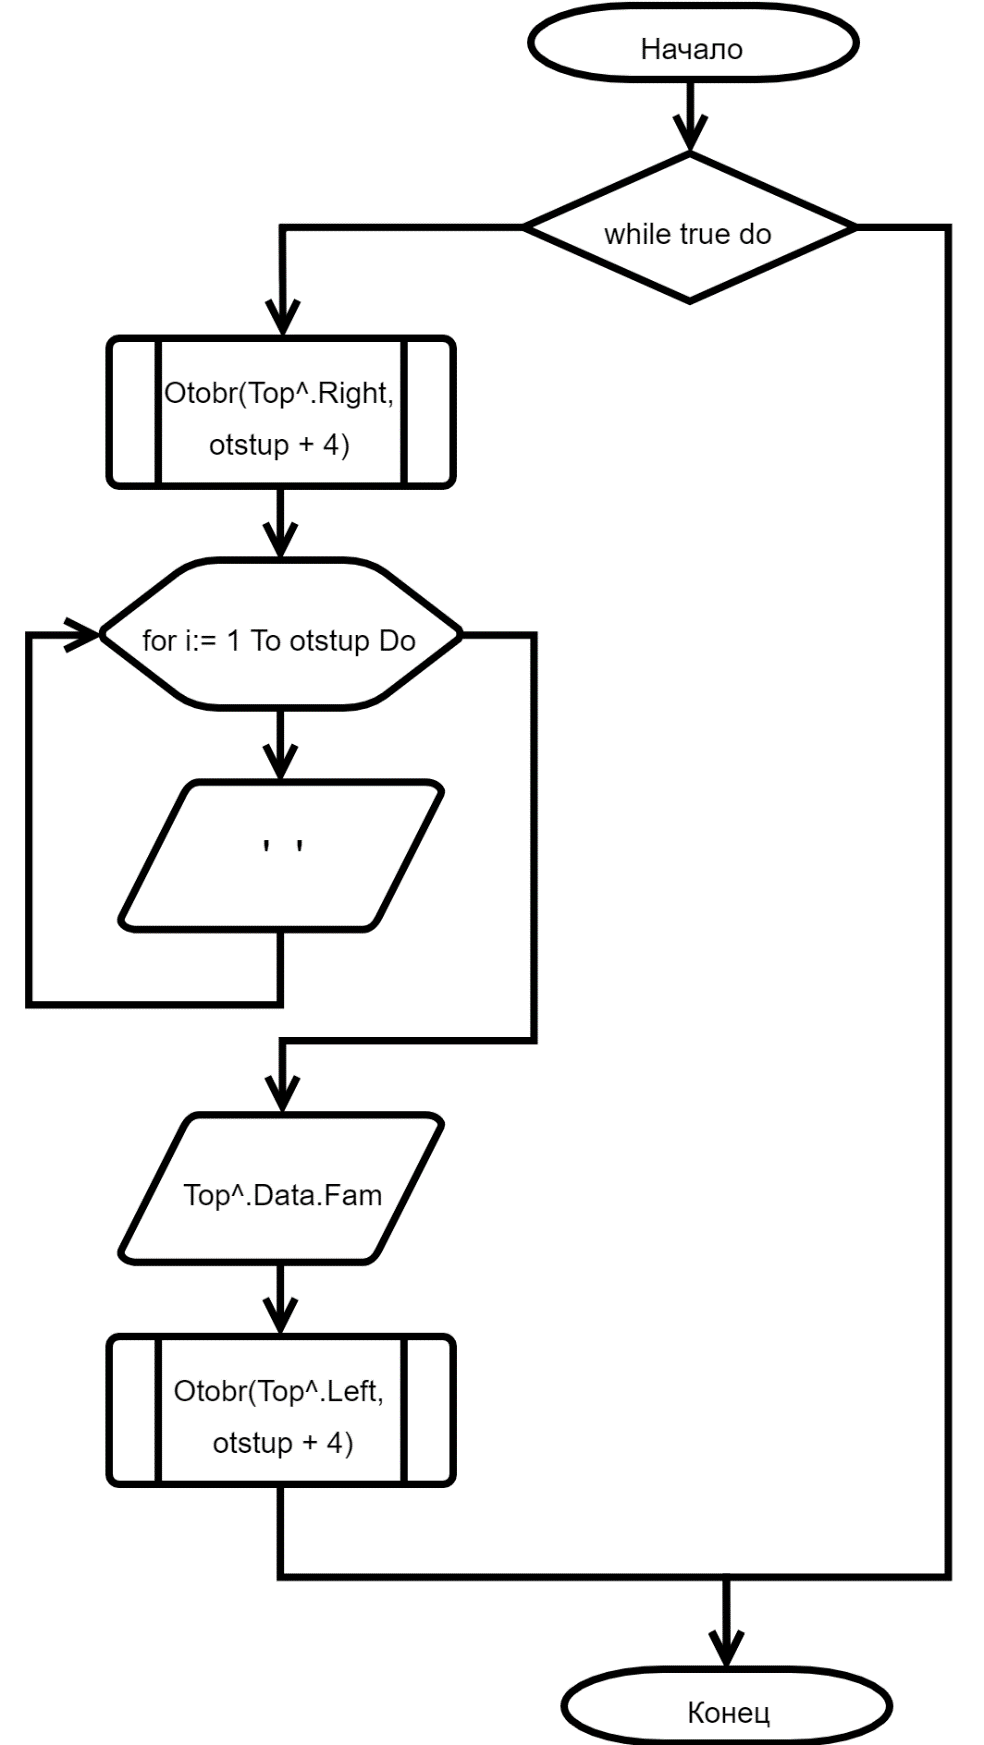 Начало
while true do
Otobr(Top^.Right,
otstup + 4)
for i:= 1 To otstup Do
' '
Top^.Data.Fam
Otobr(Top^.Left,
otstup + 4)
Конец